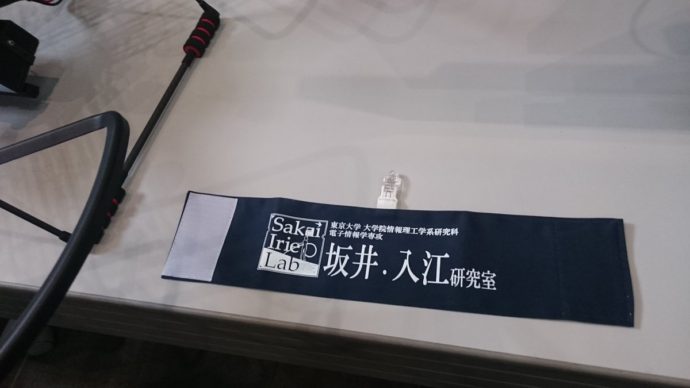 Sakai
Irie
Lab
東京大学 大学院情報理工学系研究科
電子情報学専攻
坂井・入江研究室